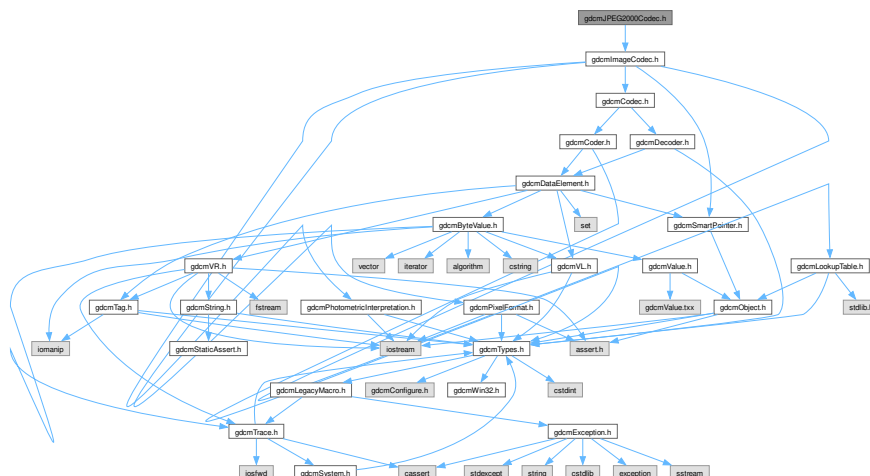 gdcmJPEG2000Codec.h
gdcmImageCodec.h
gdcmCodec.h
gdcmCoder.h
gdcmDecoder.h
gdcmDataElement.h
gdcmByteValue.h
set
gdcmSmartPointer.h
gdcmVR.h
vector
iterator
algorithm
cstring
gdcmVL.h
gdcmValue.h
gdcmLookupTable.h
gdcmTag.h
gdcmString.h
fstream
gdcmPhotometricInterpretation.h
gdcmPixelFormat.h
gdcmValue.txx
gdcmObject.h
iomanip
gdcmStaticAssert.h
iostream
gdcmTypes.h
assert.h
gdcmLegacyMacro.h
gdcmConfigure.h
gdcmWin32.h
cstdint
gdcmTrace.h
gdcmException.h
iosfwd
gdcmSystem.h
cassert
stdexcept
string
cstdlib
exception
sstream